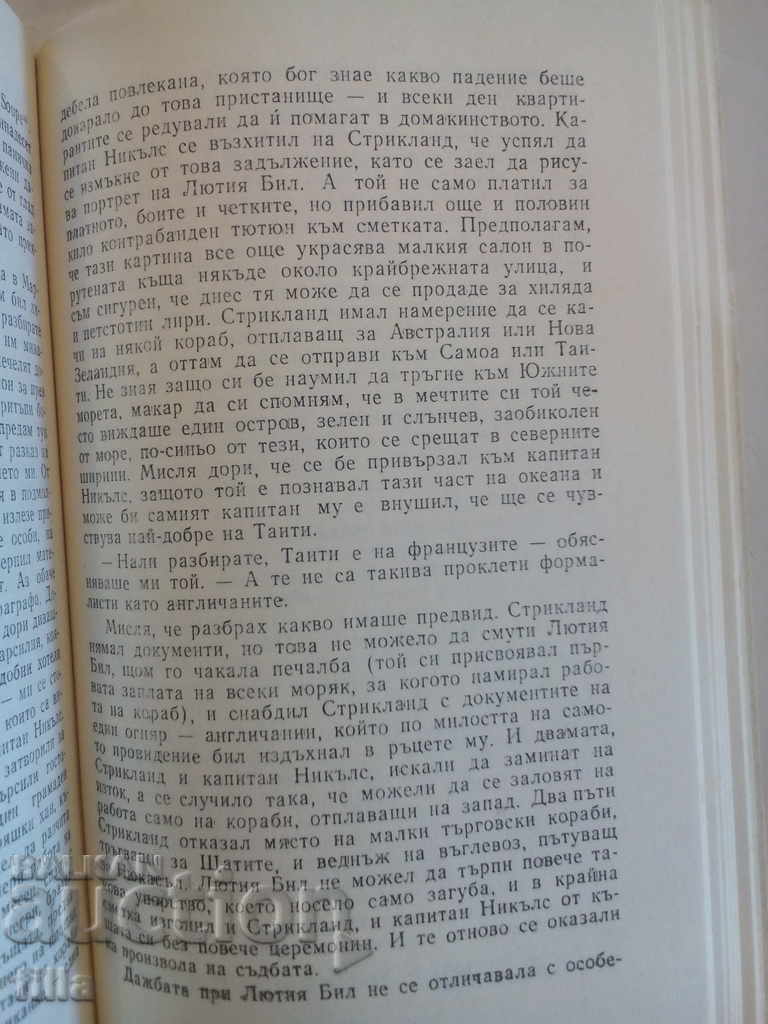 Soupe
дебела повлекана, която бог знае какво падение беше
докарало до това пристанище — и всеки ден кварти-
рантите се редували да ѝ помагат в домакинството. Ка-
питан Никълс се възхитил на Стрикланд, че успял да
се измъкне от това задължение, като се заел да рису-
ва портрет на Лютия Бил. А той не само платил за
платното, боите и четките, но прибавил още и половин
кило контрабанден тютюн към сметката. Предполагам,
че тази картина все още украсява малкия салон в по-
рутената къща някъде около крайбрежната улица, и
съм сигурен, че днес тя може да се продаде за хиляда
и петстотин лири. Стрикланд имал намерение да се ка-
чи на някой кораб, отплаващ за Австралия или Нова
Зеландия, а оттам да се отправи към Самоа или Таи-
ти. Не зная защо си бе наумил да тръгне към Южните
морета, макар да си спомням, че в мечтите си той че-
сто виждаше един остров, зелен и слънчев, заобиколен
от море, по-синьо от тези, които се срещат в северните
ширини. Мисля дори, че се бе привързал към капитан
Никълс, защото той е познавал тази част на океана и
може би самият капитан му е внушил, че ще се чув-
ствува най-добре на Таити.
— Нали разбирате, Таити е на французите — обяс-
няваше ми той. — А те не са такива проклети форма-
листи като англичаните.
Мисля, че разбрах какво имаше предвид. Стрикланд
нямал документи, но това не можело да смути Лютия
Бил, щом го чакала печалба (той си присвоявал пър-
вата заплата на всеки моряк, за когото намирал рабо-
та на кораб), и снабдил Стрикланд с документите на
един огняр — англичанин, който по милостта на само-
то провидение бил издъхнал в ръцете му. И двамата,
Стрикланд и капитан Никълс, искали да заминат на
изток, а се случило така, че можели да се заловят на
работа само на кораби, отплаващи на запад. Два пъти
Стрикланд отказал място на малки търговски кораби,
тръгващи за Щатите, и веднъж на въглевоз, пътуващ
за Нюкасъл. Лютия Бил не можел да търпи повече та-
кова упорство, което носело само загуба, и в крайна
сметка изгонил и Стрикланд, и капитан Никълс от къ-
щата си без повече церемонии. И те отново се оказали
на произвола на съдбата.
Дажбата при Лютия Бил не се отличавала с особе-
auction
filla